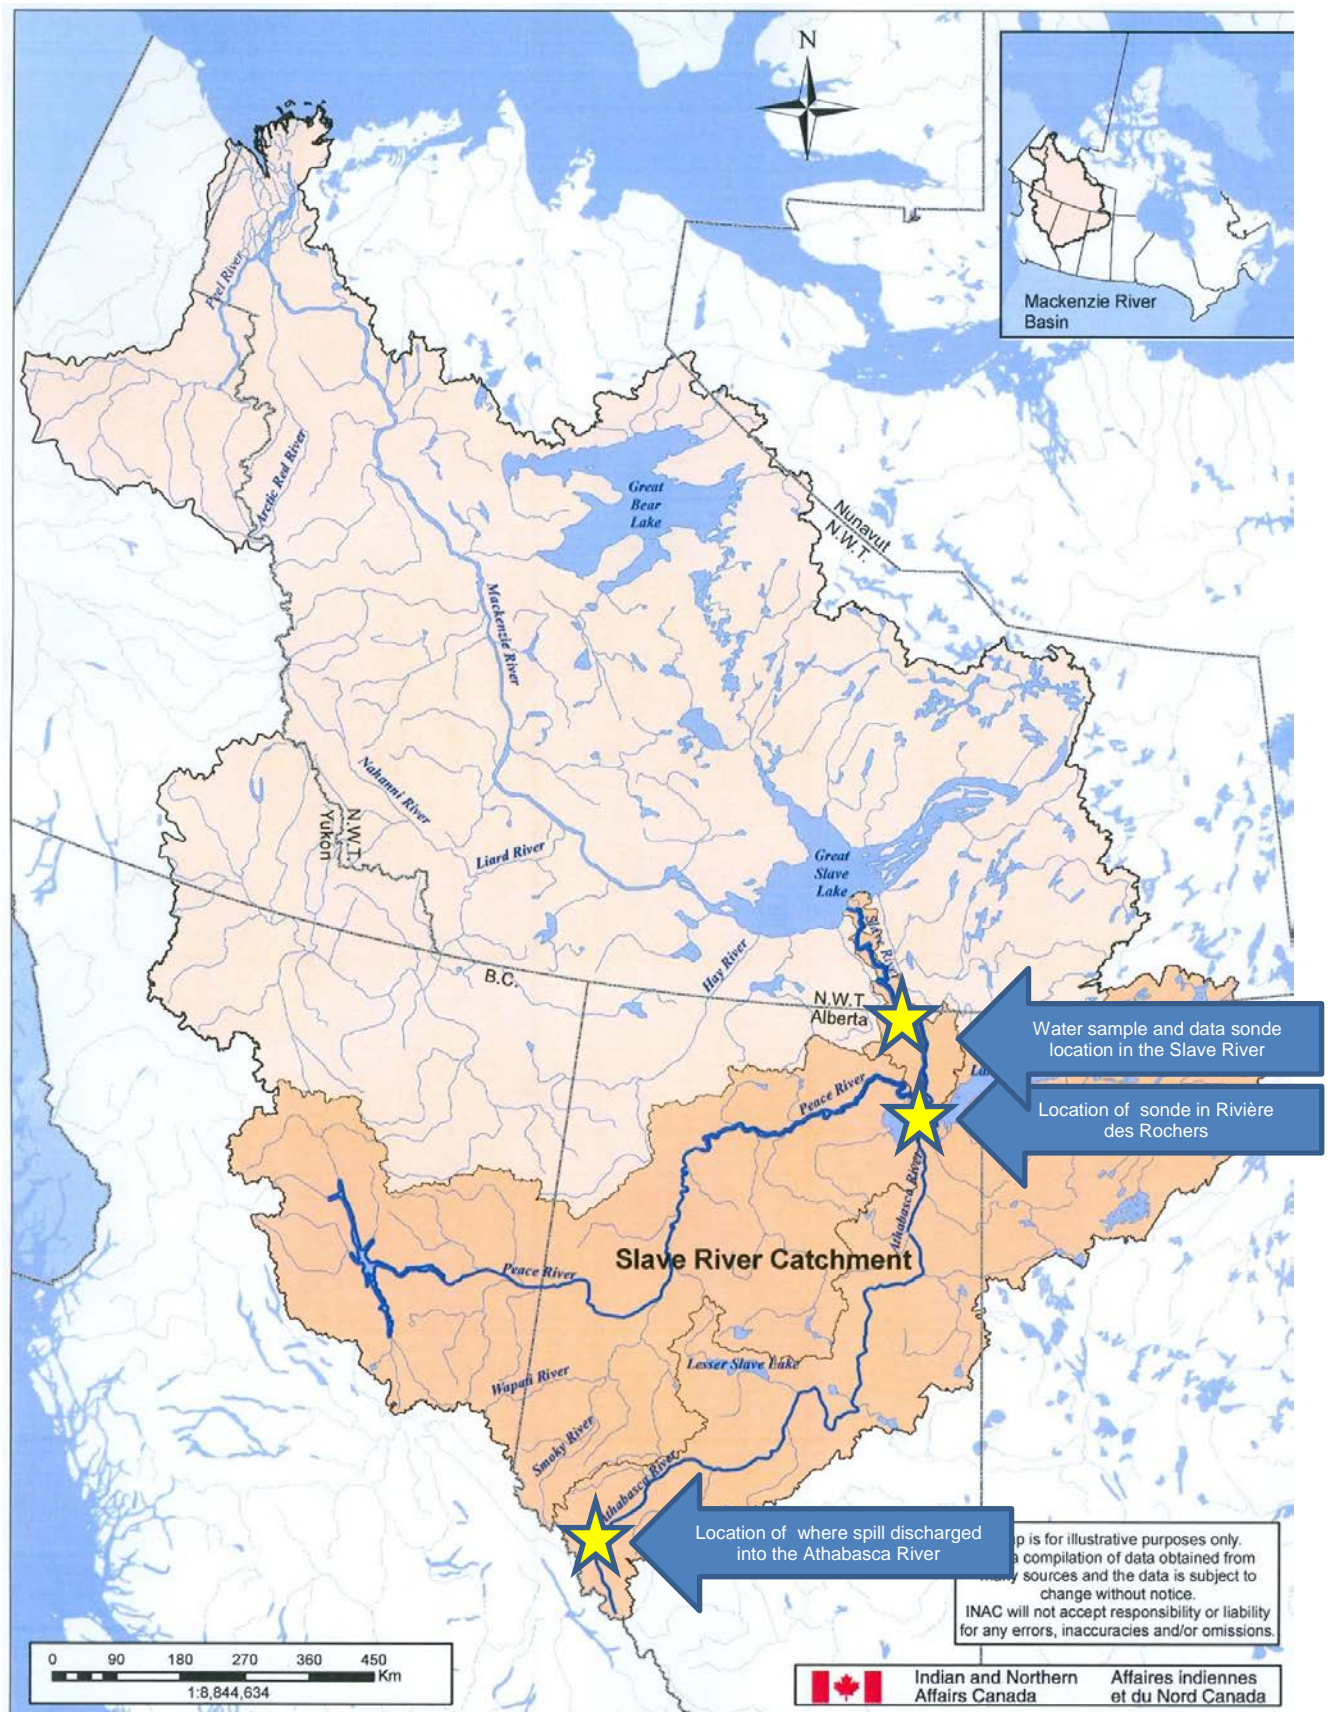 N
Mackenzie River
Basin
Peel River
Arctic Red River
Great
Bear
Lake
Nunavut
N.W.T.
Mackenzie River
Nahanni River
N.W.T.
Yukon
Liard River
Great
Slave
Lake
Slave River
Hay River
B.C.
N.W.T.
Alberta
Water sample and data sonde
location in the Slave River
Peace River
Location of sonde in Rivière
des Rochers
Athabasca River
Slave River Catchment
Peace River
Lesser Slave Lake
Wapati River
Smoky River
Athabasca River
Location of where spill discharged
into the Athabasca River
is for illustrative purposes only.
a compilation of data obtained from
sources and the data is subject to
change without notice.
INAC will not accept responsibility or liability
for any errors, inaccuracies and/or omissions.
0 90 180 270 360 450
Km
1:8,844,634
Indian and Northern
Affairs Canada
Affaires indiennes
et du Nord Canada